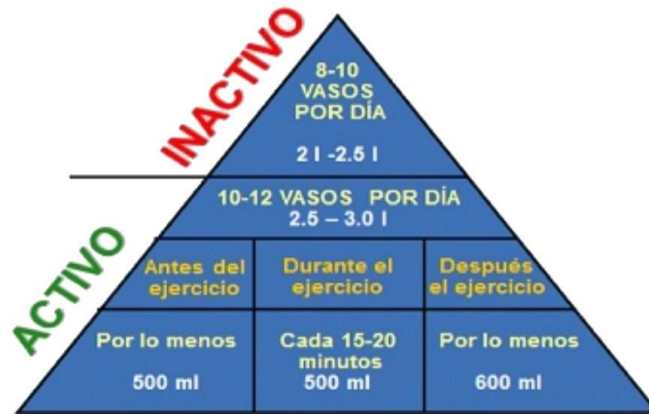 INACTIVO
8-10
VASOS
POR DÍA
2 l -2.5 l
10-12 VASOS POR DÍA
2.5 – 3.0 l
ACTIVO
Antes del
ejercicio
Durante el
ejercicio
Después
el ejercicio
Por lo menos
500 ml
Cada 15-20
minutos
500 ml
Por lo menos
600 ml